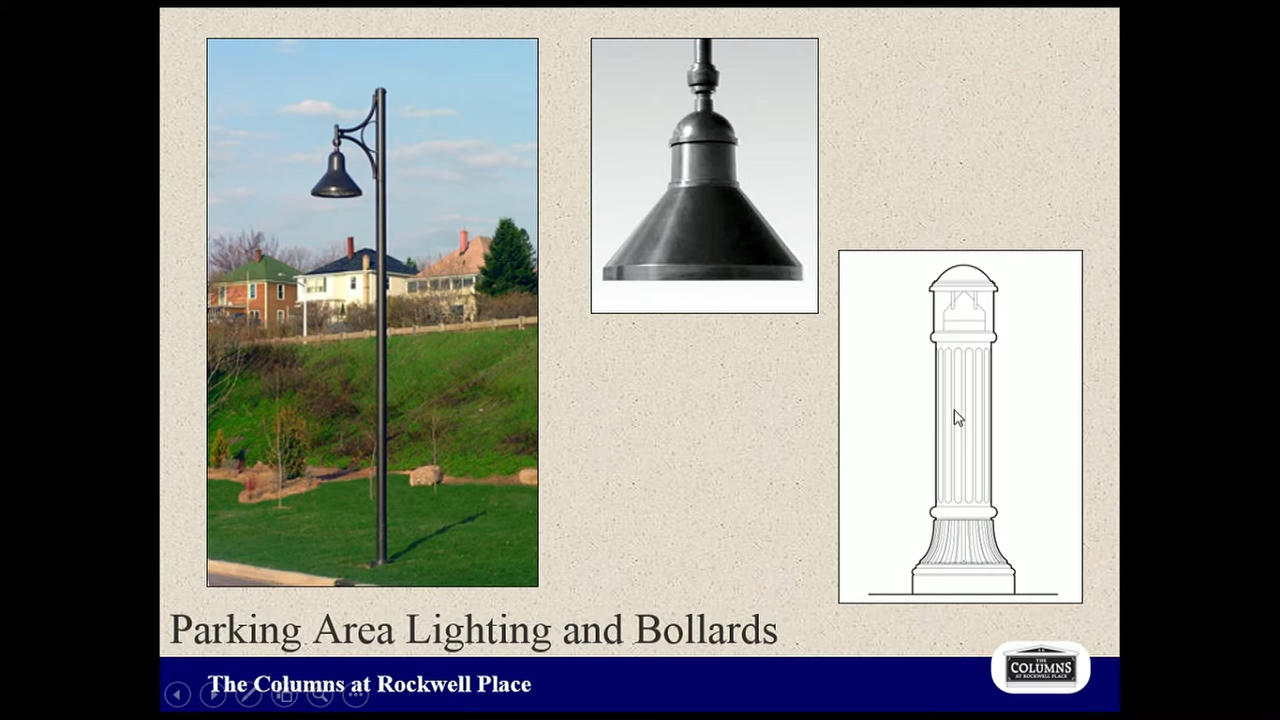 Parking Area Lighting and Bollards
The Columns at Rockwell Place
THE
COLUMNS
AT ROCKWELL PLACE